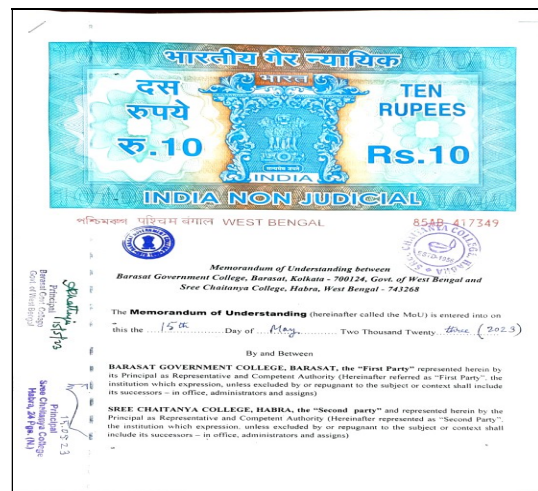 भारतीय गैर न्यायिक
भारत
दस
रुपये
रु.10
TEN
RUPEES
Rs.10
सत्यमेव जयते
INDIA
INDIA NON JUDICIAL
পশ্চিমবঙ্গ पश्चिम बंगाल WEST BENGAL
85AB 417349
Memorandum of Understanding between
Barasat Government College, Barasat, Kolkata - 700124, Govt. of West Bengal and
Sree Chaitanya College, Habra, West Bengal - 743268
The Memorandum of Understanding (hereinafter called the MoU) is entered into on
this the 15th Day of May Two Thousand Twenty three (2023)
By and Between
BARASAT GOVERNMENT COLLEGE, BARASAT, the "First Party" represented herein by
its Principal as Representative and Competent Authority (Hereinafter referred as "First Party", the
institution which expression, unless excluded by or repugnant to the subject or context shall include
its successors – in office, administrators and assigns)
SREE CHAITANYA COLLEGE, HABRA, the "Second party" and represented herein by the
Principal as Representative and Competent Authority (Hereinafter represented as "Second Party",
the institution which expression, unless excluded by or repugnant to the subject or context shall
include its successors – in office, administrators and assigns)
15/5/23
Principal
Barasat Govt. College
Govt. of West Bengal
Principal
Sree Chaitanya College
Habra, 24 Pgs. (N.)